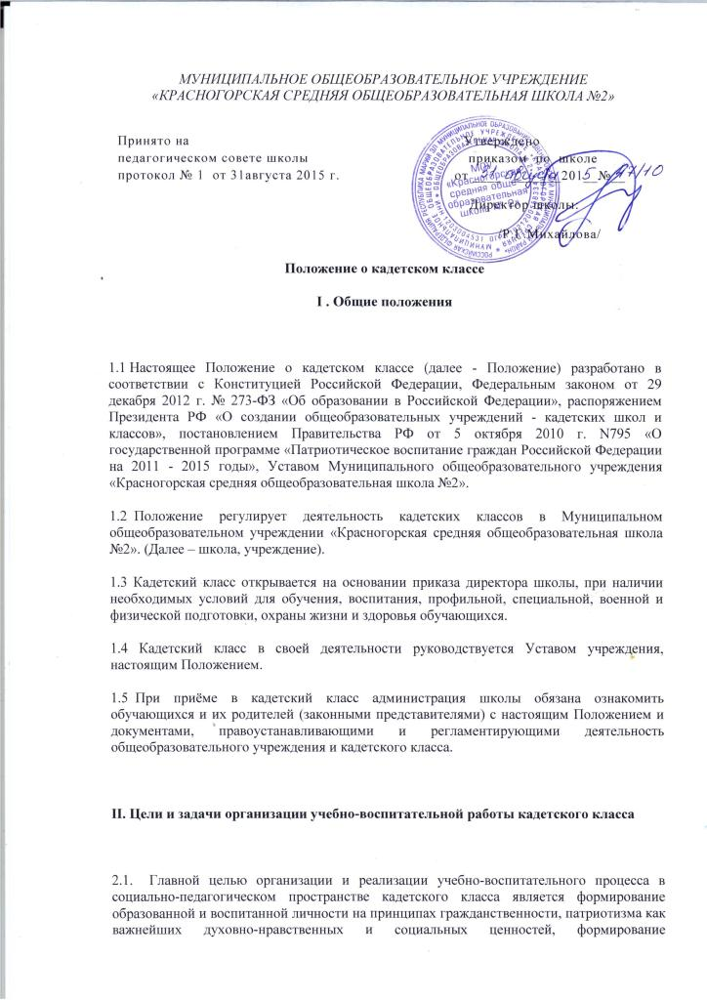 МУНИЦИПАЛЬНОЕ ОБЩЕОБРАЗОВАТЕЛЬНОЕ УЧРЕЖДЕНИЕ
«КРАСНОГОРСКАЯ СРЕДНЯЯ ОБЩЕОБРАЗОВАТЕЛЬНАЯ ШКОЛА №2»
Принято на Утверждено
педагогическом совете школы приказом по школе
протокол № 1 от 31августа 2015 г. от 31 августа 2015 №
МОУ
«Красногорская
средняя обще-
образовательная
школа №2»
Директор школы:
/Р.Г. Михайлова/
Положение о кадетском классе
I . Общие положения
1.1 Настоящее Положение о кадетском классе (далее - Положение) разработано в
соответствии с Конституцией Российской Федерации, Федеральным законом от 29
декабря 2012 г. № 273-ФЗ «Об образовании в Российской Федерации», распоряжением
Президента РФ «О создании общеобразовательных учреждений - кадетских школ и
классов», постановлением Правительства РФ от 5 октября 2010 г. N795 «О
государственной программе «Патриотическое воспитание граждан Российской Федерации
на 2011 - 2015 годы», Уставом Муниципального общеобразовательного учреждения
«Красногорская средняя общеобразовательная школа №2».
1.2 Положение регулирует деятельность кадетских классов в Муниципальном
общеобразовательном учреждении «Красногорская средняя общеобразовательная школа
№2». (Далее – школа, учреждение).
1.3 Кадетский класс открывается на основании приказа директора школы, при наличии
необходимых условий для обучения, воспитания, профильной, специальной, военной и
физической подготовки, охраны жизни и здоровья обучающихся.
1.4 Кадетский класс в своей деятельности руководствуется Уставом учреждения,
настоящим Положением.
1.5 При приёме в кадетский класс администрация школы обязана ознакомить
обучающихся и их родителей (законными представителями) с настоящим Положением и
документами, правоустанавливающими и регламентирующими деятельность
общеобразовательного учреждения и кадетского класса.
II. Цели и задачи организации учебно-воспитательной работы кадетского класса
2.1. Главной целью организации и реализации учебно-воспитательного процесса в
социально-педагогическом пространстве кадетского класса является формирование
образованной и воспитанной личности на принципах гражданственности, патриотизма как
важнейших духовно-нравственных и социальных ценностей, формирование